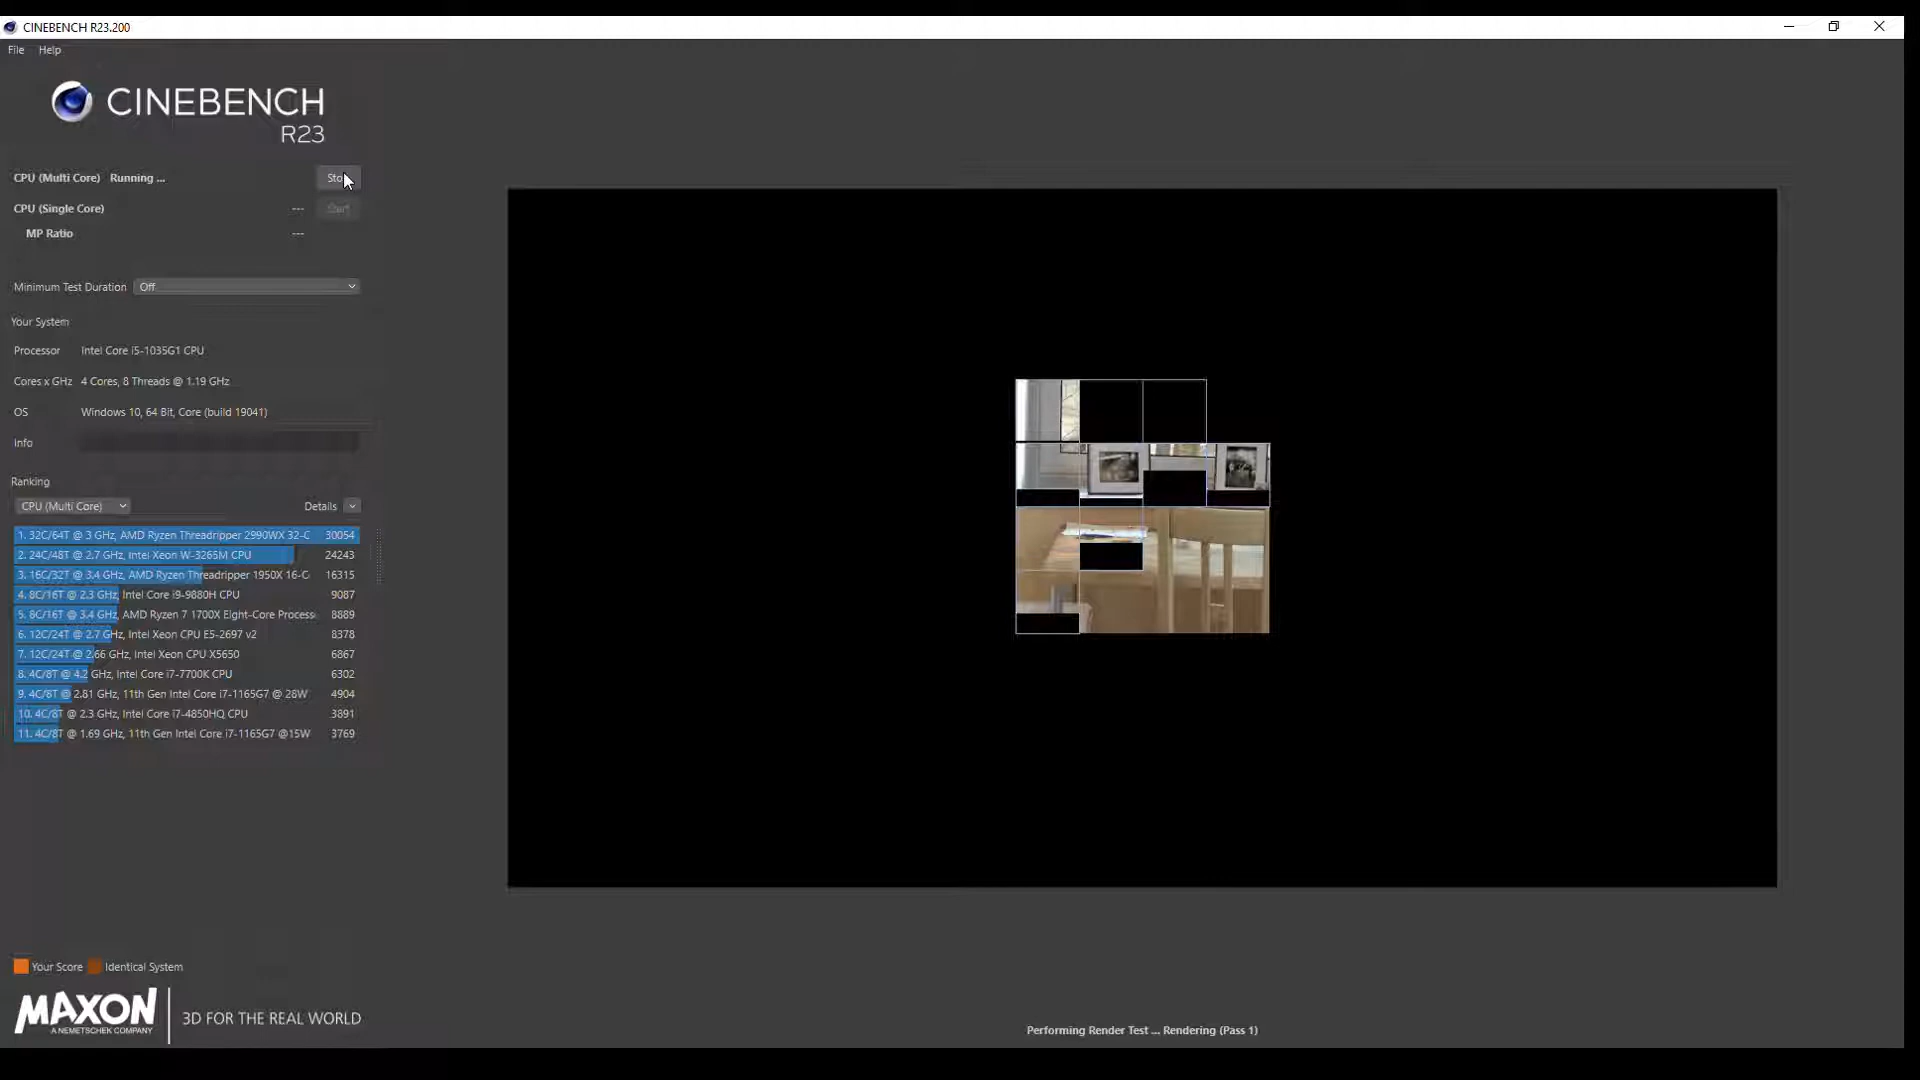 CINEBENCH R23.200
File Help
CINEBENCH
R23
CPU (Multi Core) Running ...
CPU (Single Core) --- Start
MP Ratio ---
Minimum Test Duration Off
Your System
Processor Intel Core i5-1035G1 CPU
Cores x GHz 4 Cores, 8 Threads @ 1.19 GHz
OS Windows 10, 64 Bit, Core (build 19041)
Info
Ranking
CPU (Multi Core) Details
1. 32C/64T @ 3 GHz, AMD Ryzen Threadripper 2990WX 32-C 30054
2. 24C/48T @ 2.7 GHz, Intel Xeon W-3265M CPU 24243
3. 16C/32T @ 3.4 GHz, AMD Ryzen Threadripper 1950X 16-C 16315
4. 8C/16T @ 2.3 GHz, Intel Core i9-9880H CPU 9087
5. 8C/16T @ 3.4 GHz, AMD Ryzen 7 1700X Eight-Core Process 8889
6. 12C/24T @ 2.7 GHz, Intel Xeon CPU E5-2697 v2 8378
7. 12C/24T @ 2.66 GHz, Intel Xeon CPU X5650 6867
8. 4C/8T @ 4.2 GHz, Intel Core i7-7700K CPU 6302
9. 4C/8T @ 2.81 GHz, 11th Gen Intel Core i7-1165G7 @ 28W 4904
10. 4C/8T @ 2.3 GHz, Intel Core i7-4850HQ CPU 3891
11. 4C/8T @ 1.69 GHz, 11th Gen Intel Core i7-1165G7 @15W 3769
Your Score Identical System
MAXON
A NEMETSCHEK COMPANY
3D FOR THE REAL WORLD
Performing Render Test ... Rendering (Pass 1)